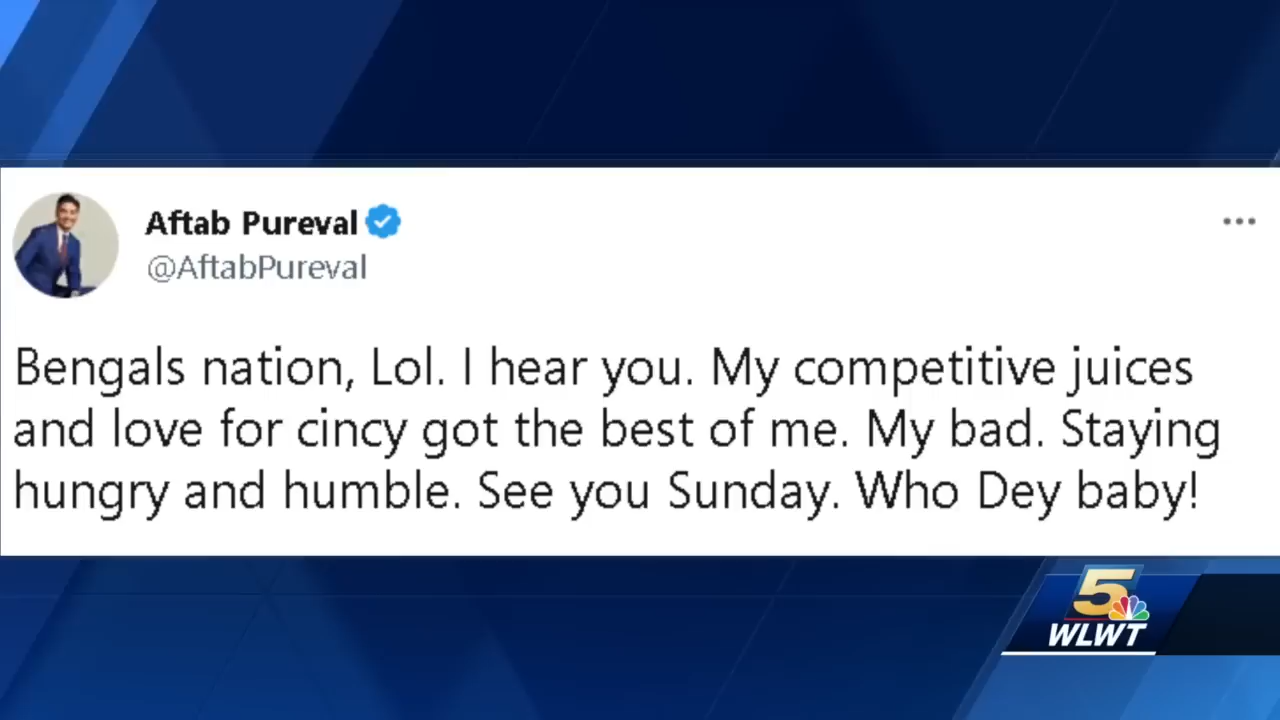 Aftab Pureval
@AftabPureval
Bengals nation, Lol. I hear you. My competitive juices
and love for cincy got the best of me. My bad. Staying
hungry and humble. See you Sunday. Who Dey baby!
5
WLWT